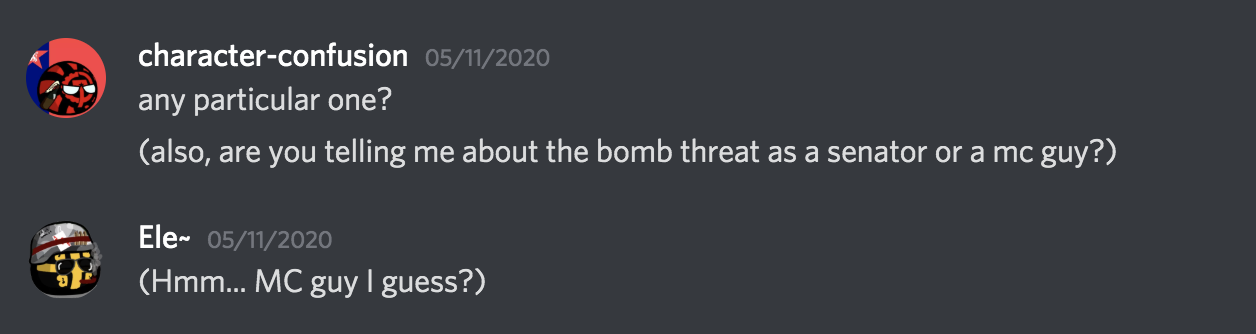 character-confusion 05/11/2020
any particular one?
(also, are you telling me about the bomb threat as a senator or a mc guy?)
Ele~ 05/11/2020
(Hmm... MC guy I guess?)